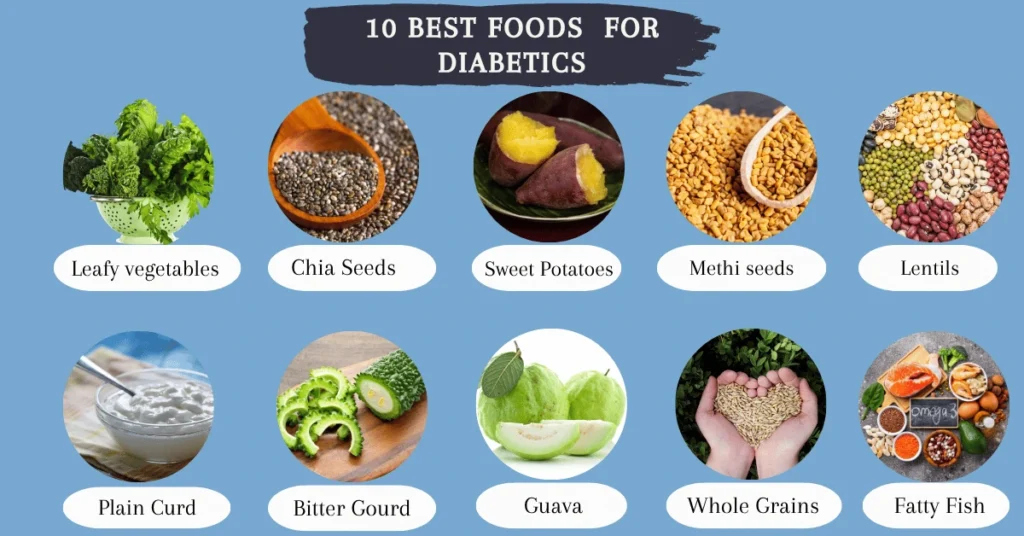 10 BEST FOODS FOR
DIABETICS
Leafy vegetables
Chia Seeds
Sweet Potatoes
Methi seeds
Lentils
omega 3
Plain Curd
Bitter Gourd
Guava
Whole Grains
Fatty Fish